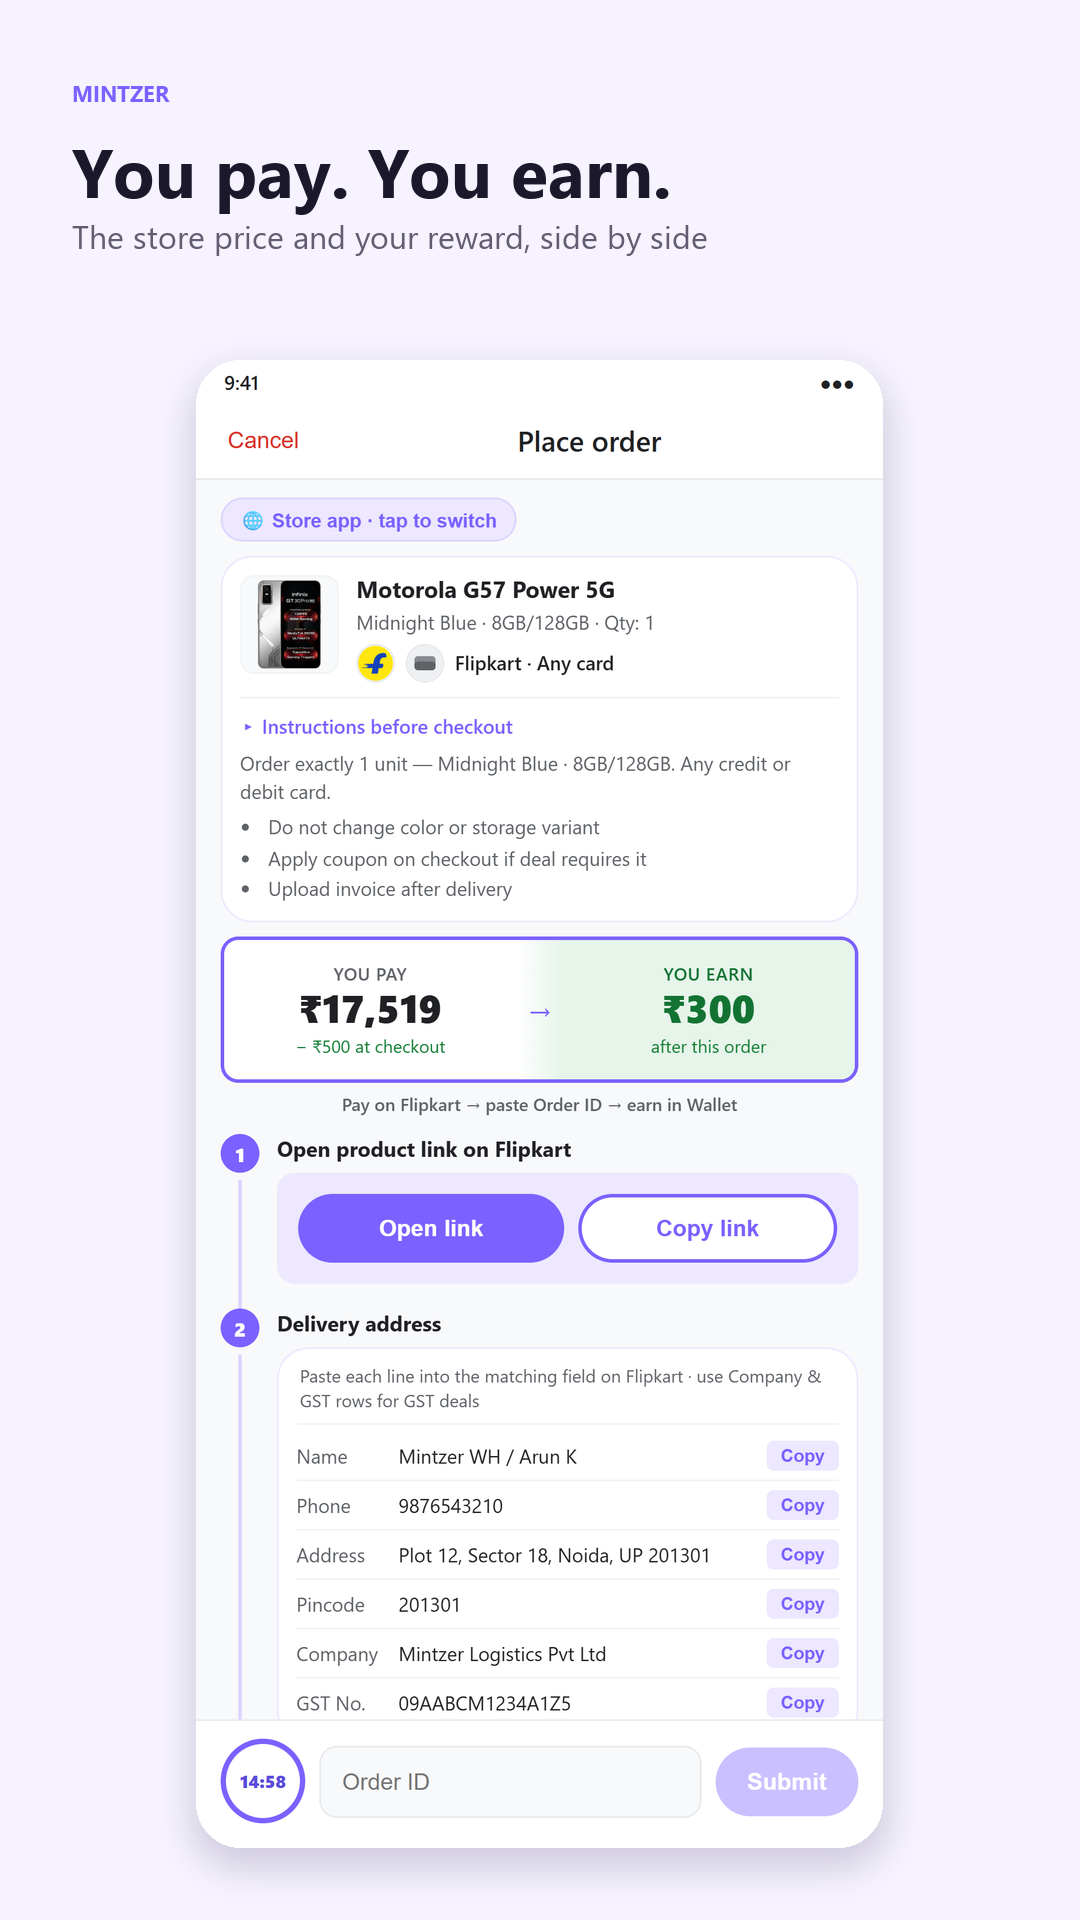 MINTZER
You pay. You earn.
The store price and your reward, side by side
9:41
Cancel
Place order
Store app · tap to switch
Motorola G57 Power 5G
Midnight Blue · 8GB/128GB · Qty: 1
Flipkart · Any card
Instructions before checkout
Order exactly 1 unit — Midnight Blue · 8GB/128GB. Any credit or
debit card.
• Do not change color or storage variant
• Apply coupon on checkout if deal requires it
• Upload invoice after delivery
YOU PAY
₹17,519
– ₹500 at checkout
→
YOU EARN
₹300
after this order
Pay on Flipkart → paste Order ID → earn in Wallet
1
Open product link on Flipkart
Open link
Copy link
2
Delivery address
Paste each line into the matching field on Flipkart · use Company &
GST rows for GST deals
Name Mintzer WH / Arun K Copy
Phone 9876543210 Copy
Address Plot 12, Sector 18, Noida, UP 201301 Copy
Pincode 201301 Copy
Company Mintzer Logistics Pvt Ltd Copy
GST No. 09AABCM1234A1Z5 Copy
14:58
Order ID
Submit